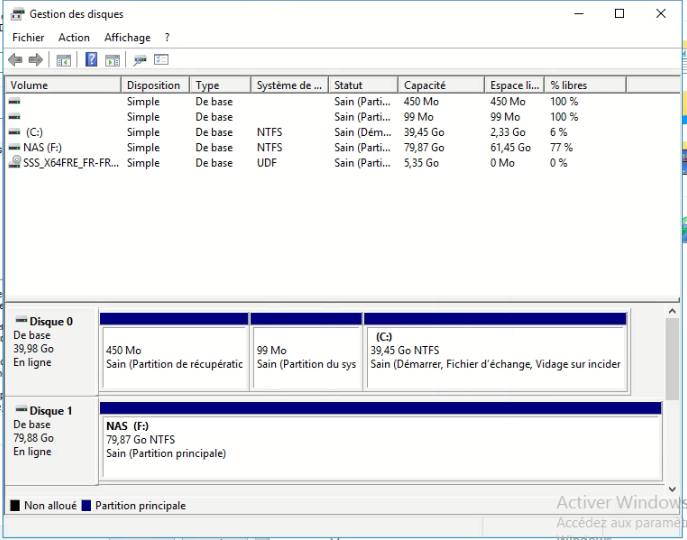 Gestion des disques
Fichier Action Affichage ?
Volume Disposition Type Système de ... Statut Capacité Espace li... % libres
Simple De base Sain (Parti... 450 Mo 450 Mo 100 %
Simple De base Sain (Parti... 99 Mo 99 Mo 100 %
(C:) Simple De base NTFS Sain (Dém... 39,45 Go 2,33 Go 6 %
NAS (F:) Simple De base NTFS Sain (Parti... 79,87 Go 61,45 Go 77 %
SSS_X64FRE_FR-FR... Simple De base UDF Sain (Parti... 5,35 Go 0 Mo 0 %
Disque 0
De base
39,98 Go
En ligne
450 Mo
Sain (Partition de récupératic
99 Mo
Sain (Partition du sys
(C:)
39,45 Go NTFS
Sain (Démarrer, Fichier d'échange, Vidage sur incider
Disque 1
De base
79,88 Go
En ligne
NAS (F:)
79,87 Go NTFS
Sain (Partition principale)
Non alloué Partition principale
Activer Windows
Accédez aux paramèt